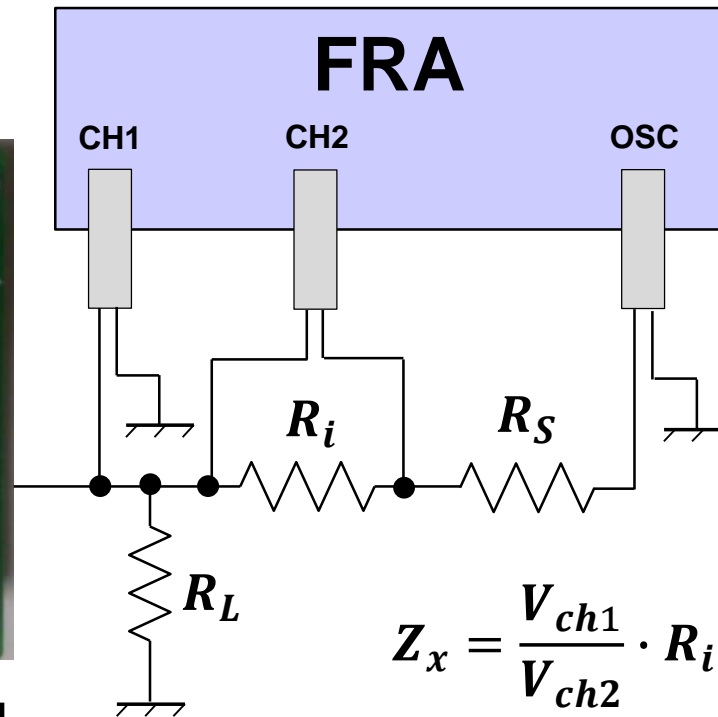 FRA
CH1
CH2
OSC
R_i
R_S
R_L
Z_x = V_ch1 / V_ch2 · R_i